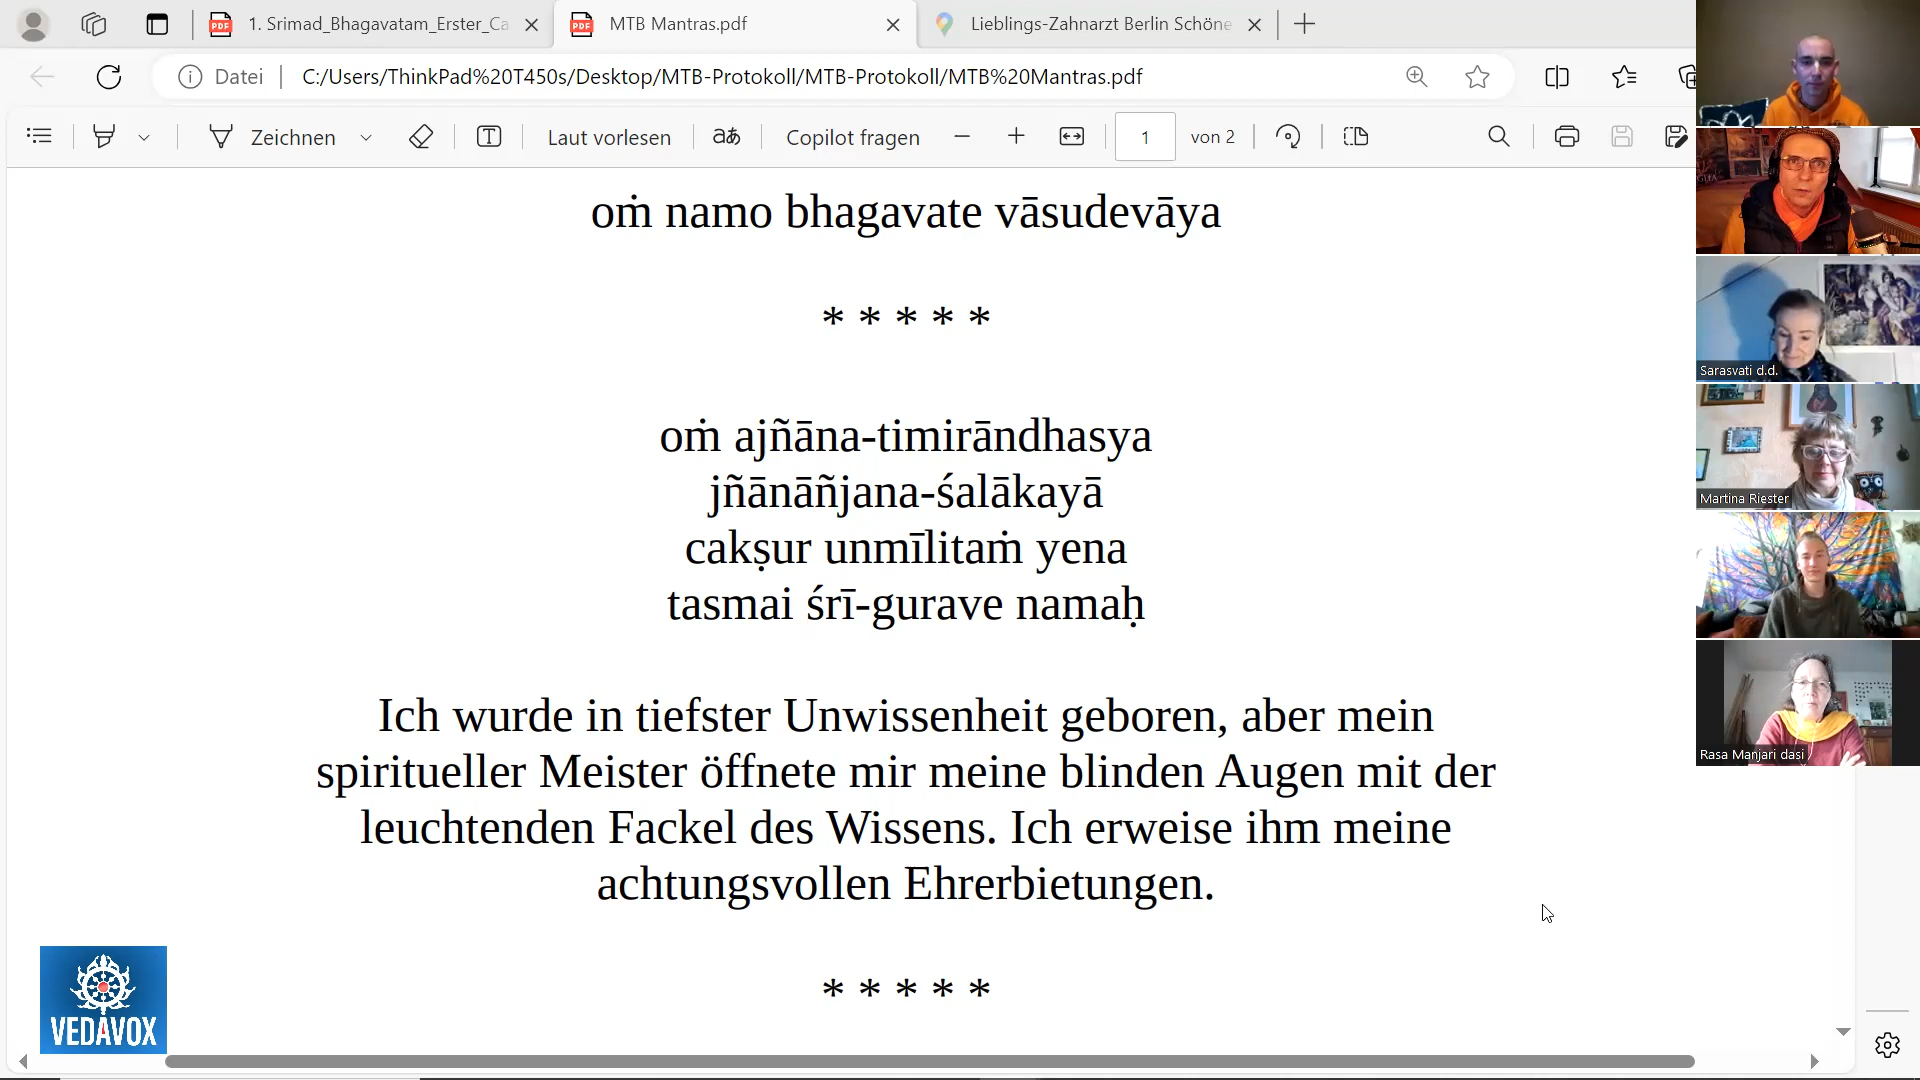 1. Srimad_Bhagavatam_Erster_Ca
MTB Mantras.pdf
Lieblings-Zahnarzt Berlin Schöne
Datei
C:/Users/ThinkPad%20T450s/Desktop/MTB-Protokoll/MTB-Protokoll/MTB%20Mantras.pdf
Zeichnen
Laut vorlesen
aあ
Copilot fragen
1
von 2
oṁ namo bhagavate vāsudevāya
* * * * *
oṁ ajñāna-timirāndhasya
jñānāñjana-śalākayā
cakṣur unmīlitaṁ yena
tasmai śrī-gurave namaḥ
Ich wurde in tiefster Unwissenheit geboren, aber mein
spiritueller Meister öffnete mir meine blinden Augen mit der
leuchtenden Fackel des Wissens. Ich erweise ihm meine
achtungsvollen Ehrerbietungen.
* * * * *
VEDAVOX
Sarasvati d.d.
Martina Riester
Rasa Manjari dasi